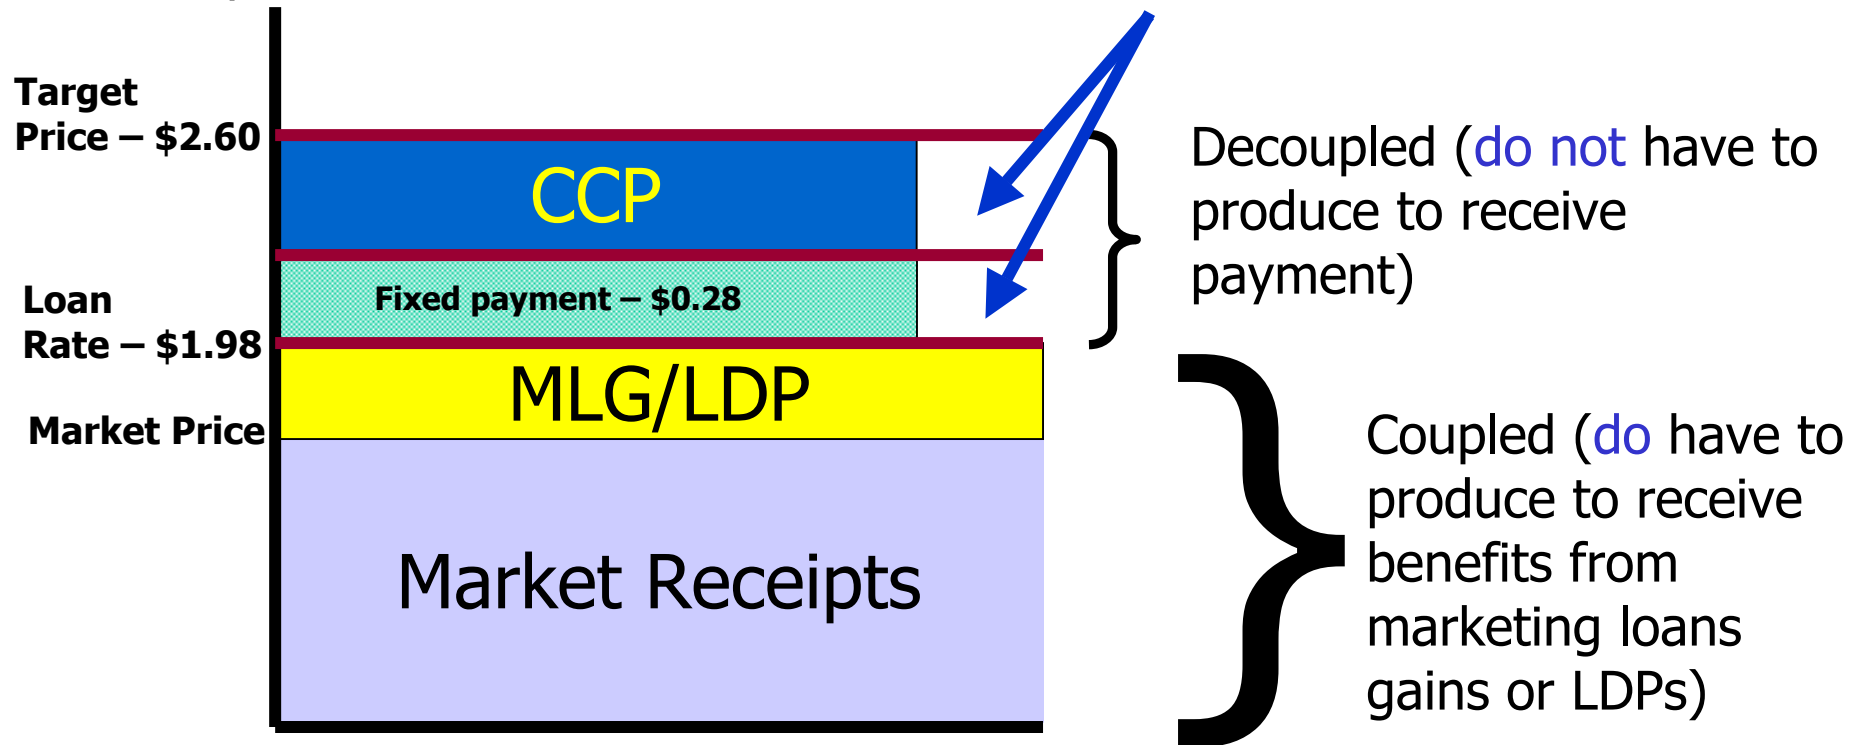 Target
Price – $2.60
CCP
Decoupled (do not have to
produce to receive
payment)
Fixed payment – $0.28
Loan
Rate – $1.98
MLG/LDP
Market Price
Coupled (do have to
produce to receive
benefits from
marketing loans
gains or LDPs)
Market Receipts